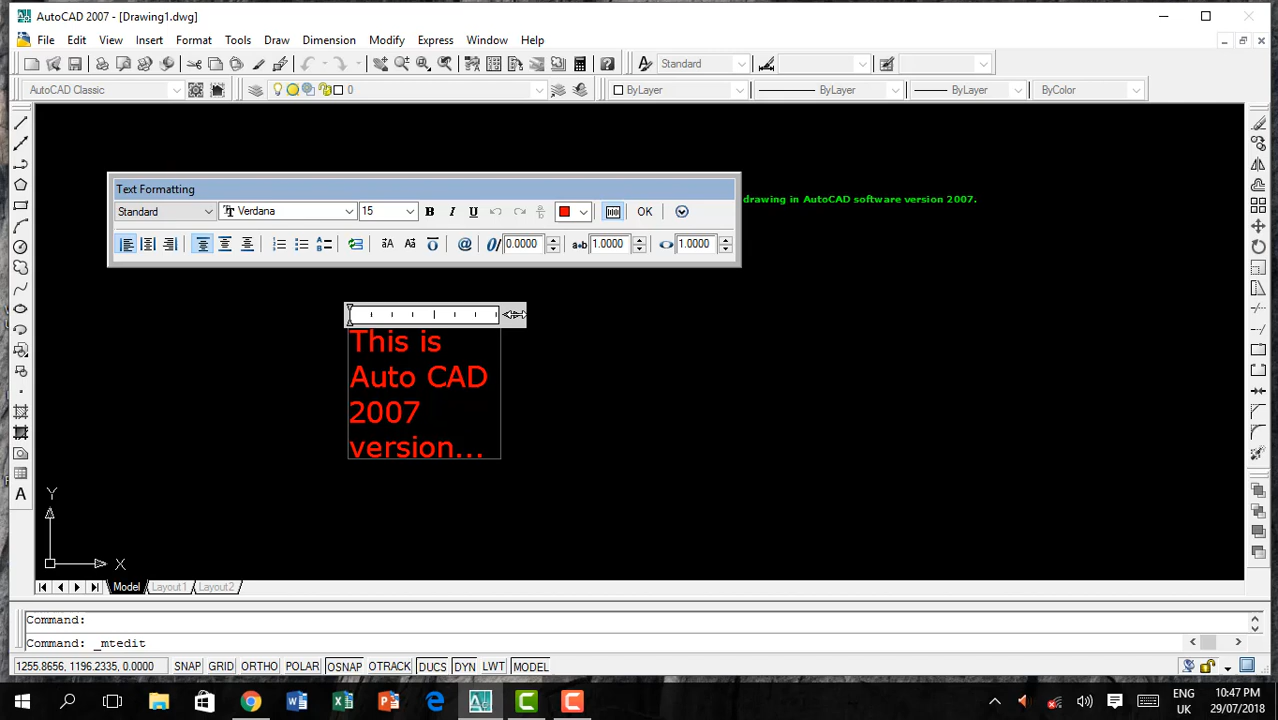 AutoCAD 2007 - [Drawing1.dwg]
File Edit View Insert Format Tools Draw Dimension Modify Express Window Help
Standard
AutoCAD Classic 0 ByLayer ByLayer ByLayer ByColor
Text Formatting
drawing in AutoCAD software version 2007.
Standard Verdana 15 B I U OK
@ 0/ 0.0000 a+b 1.0000 1.0000
This is
Auto CAD
2007
version...
A
Y
X
Model Layout1 Layout2
Command:
Command: _mtedit
1255.8656, 1196.2335, 0.0000 SNAP GRID ORTHO POLAR OSNAP OTRACK DUCS DYN LWT MODEL
ENG 10:47 PM
UK 29/07/2018